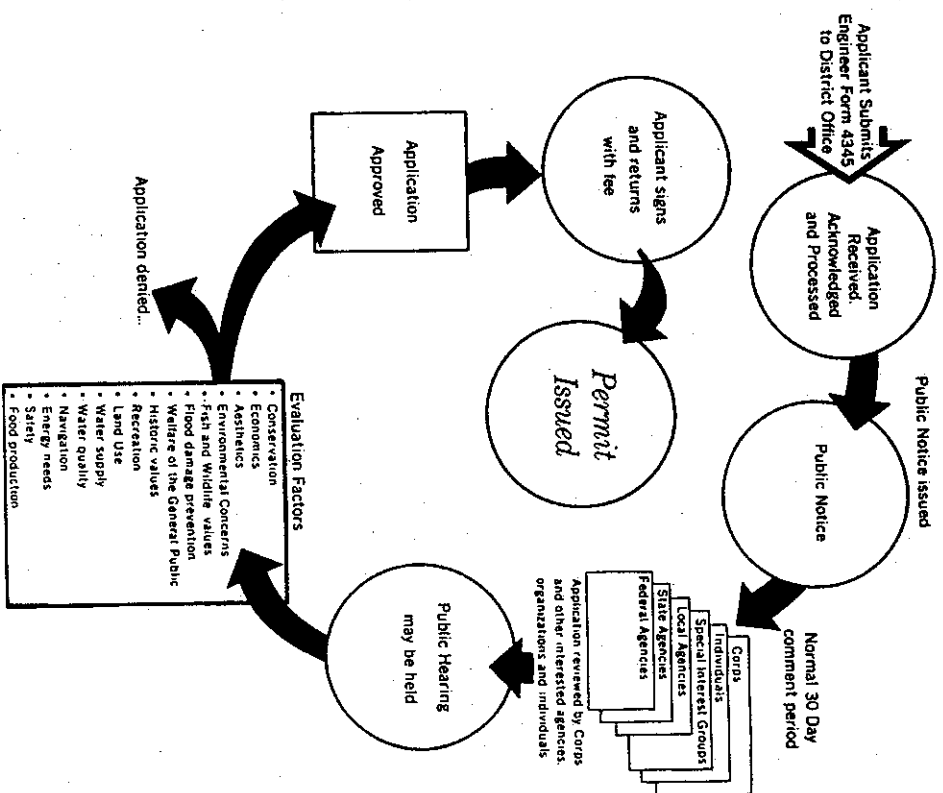 Applicant Submits
Engineer Form 4345
to District Office
Application
Received.
Acknowledged
and Processed
Public Notice issued
Public Notice
Normal 30 Day
comment period
Corps
Individuals
Special Interest Groups
Local Agencies
State Agencies
Federal Agencies
Application reviewed by Corps
and other interested agencies.
organizations and individuals
Public Hearing
may be held
Evaluation Factors
• Conservation
• Economics
• Aesthetics
• Environmental Concerns
• Fish and Wildlife values
• Flood damage prevention
• Welfare of the General Public
• Historic values
• Recreation
• Land Use
• Water supply
• Water quality
• Navigation
• Energy needs
• Safety
• Food production
Application denied...
Application
Approved
Applicant signs
and returns
with fee
Permit
Issued